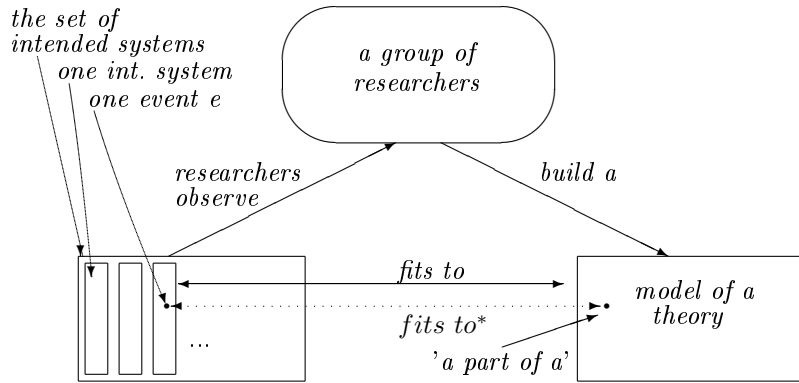 the set of
intended systems
one int. system
one event e
a group of
researchers
researchers
observe
build a
fits to
fits to*
model of a
theory
'a part of a'
...